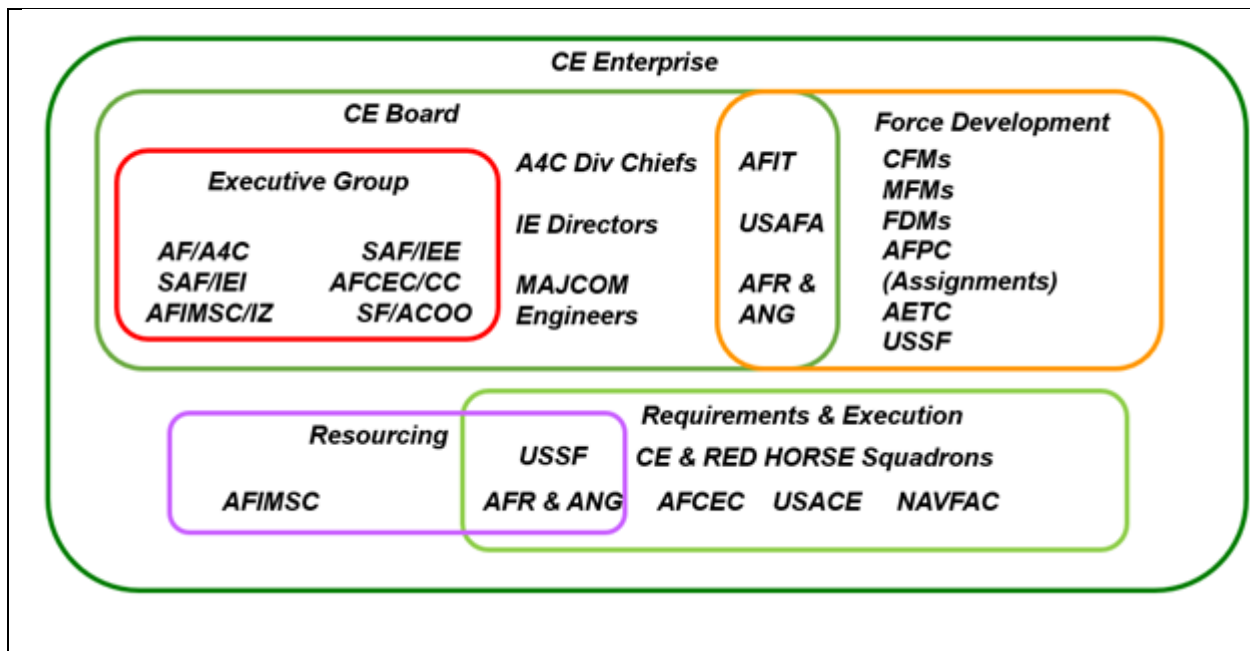 CE Enterprise
CE Board
Executive Group
AF/A4C SAF/IEE
SAF/IEI AFCEC/CC
AFIMSC/IZ SF/ACOO
A4C Div Chiefs
IE Directors
MAJCOM
Engineers
AFIT
USAFA
AFR &
ANG
Force Development
CFMs
MFMs
FDMs
AFPC
(Assignments)
AETC
USSF
Resourcing
AFIMSC
USSF
AFR & ANG
Requirements & Execution
CE & RED HORSE Squadrons
AFCEC USACE NAVFAC